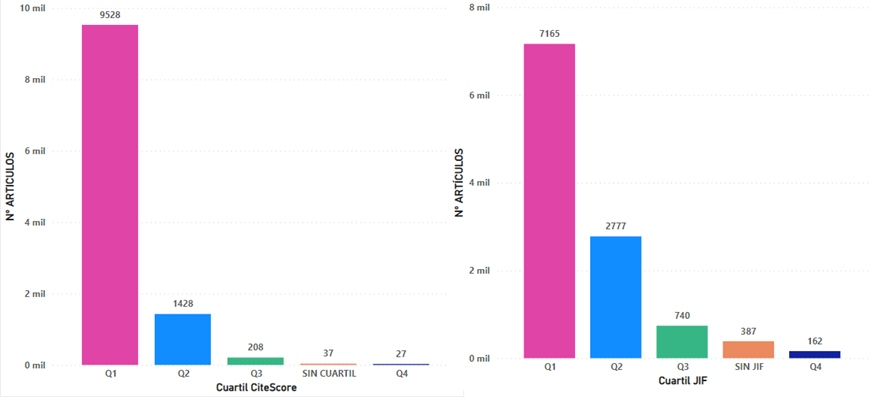 10 mil
8 mil
6 mil
4 mil
2 mil
0 mil
Nº ARTICULOS
9528
1428
208
37
27
Q1
Q2
Q3
SIN CUARTIL
Q4
Cuartil CiteScore
8 mil
6 mil
4 mil
2 mil
0 mil
Nº ARTÍCULOS
7165
2777
740
387
162
Q1
Q2
Q3
SIN JIF
Q4
Cuartil JIF